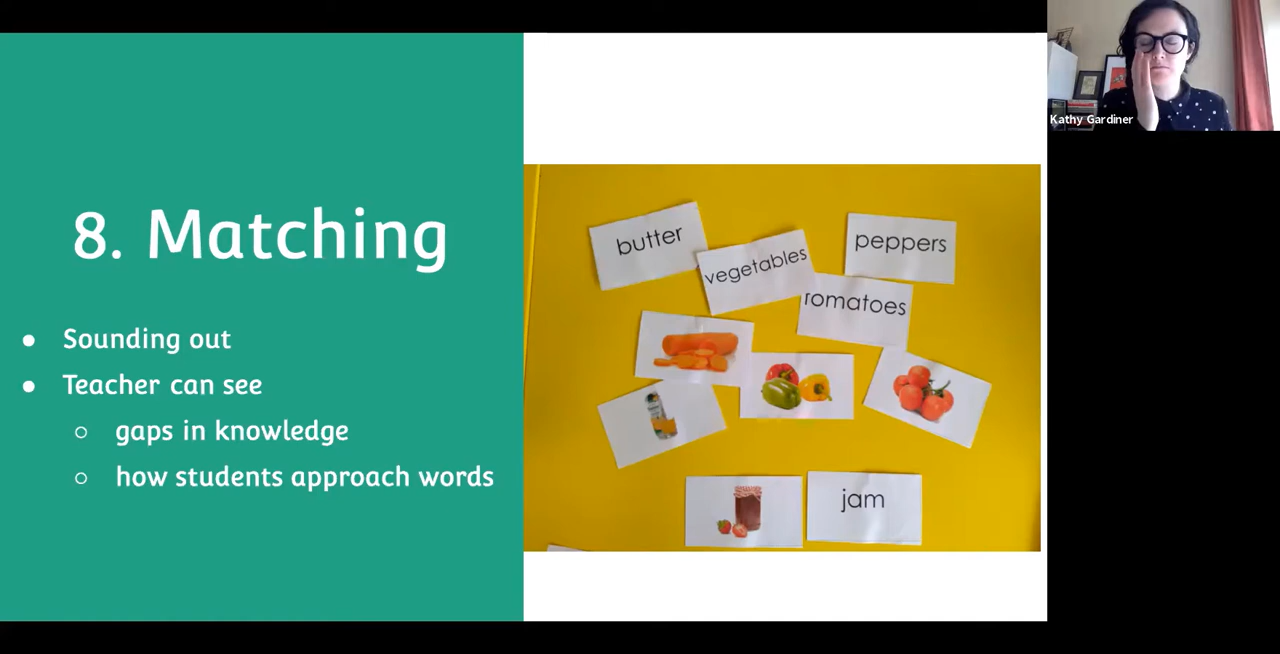 8. Matching
● Sounding out
● Teacher can see
○ gaps in knowledge
○ how students approach words
butter
vegetables
peppers
romatoes
jam
Kathy Gardiner